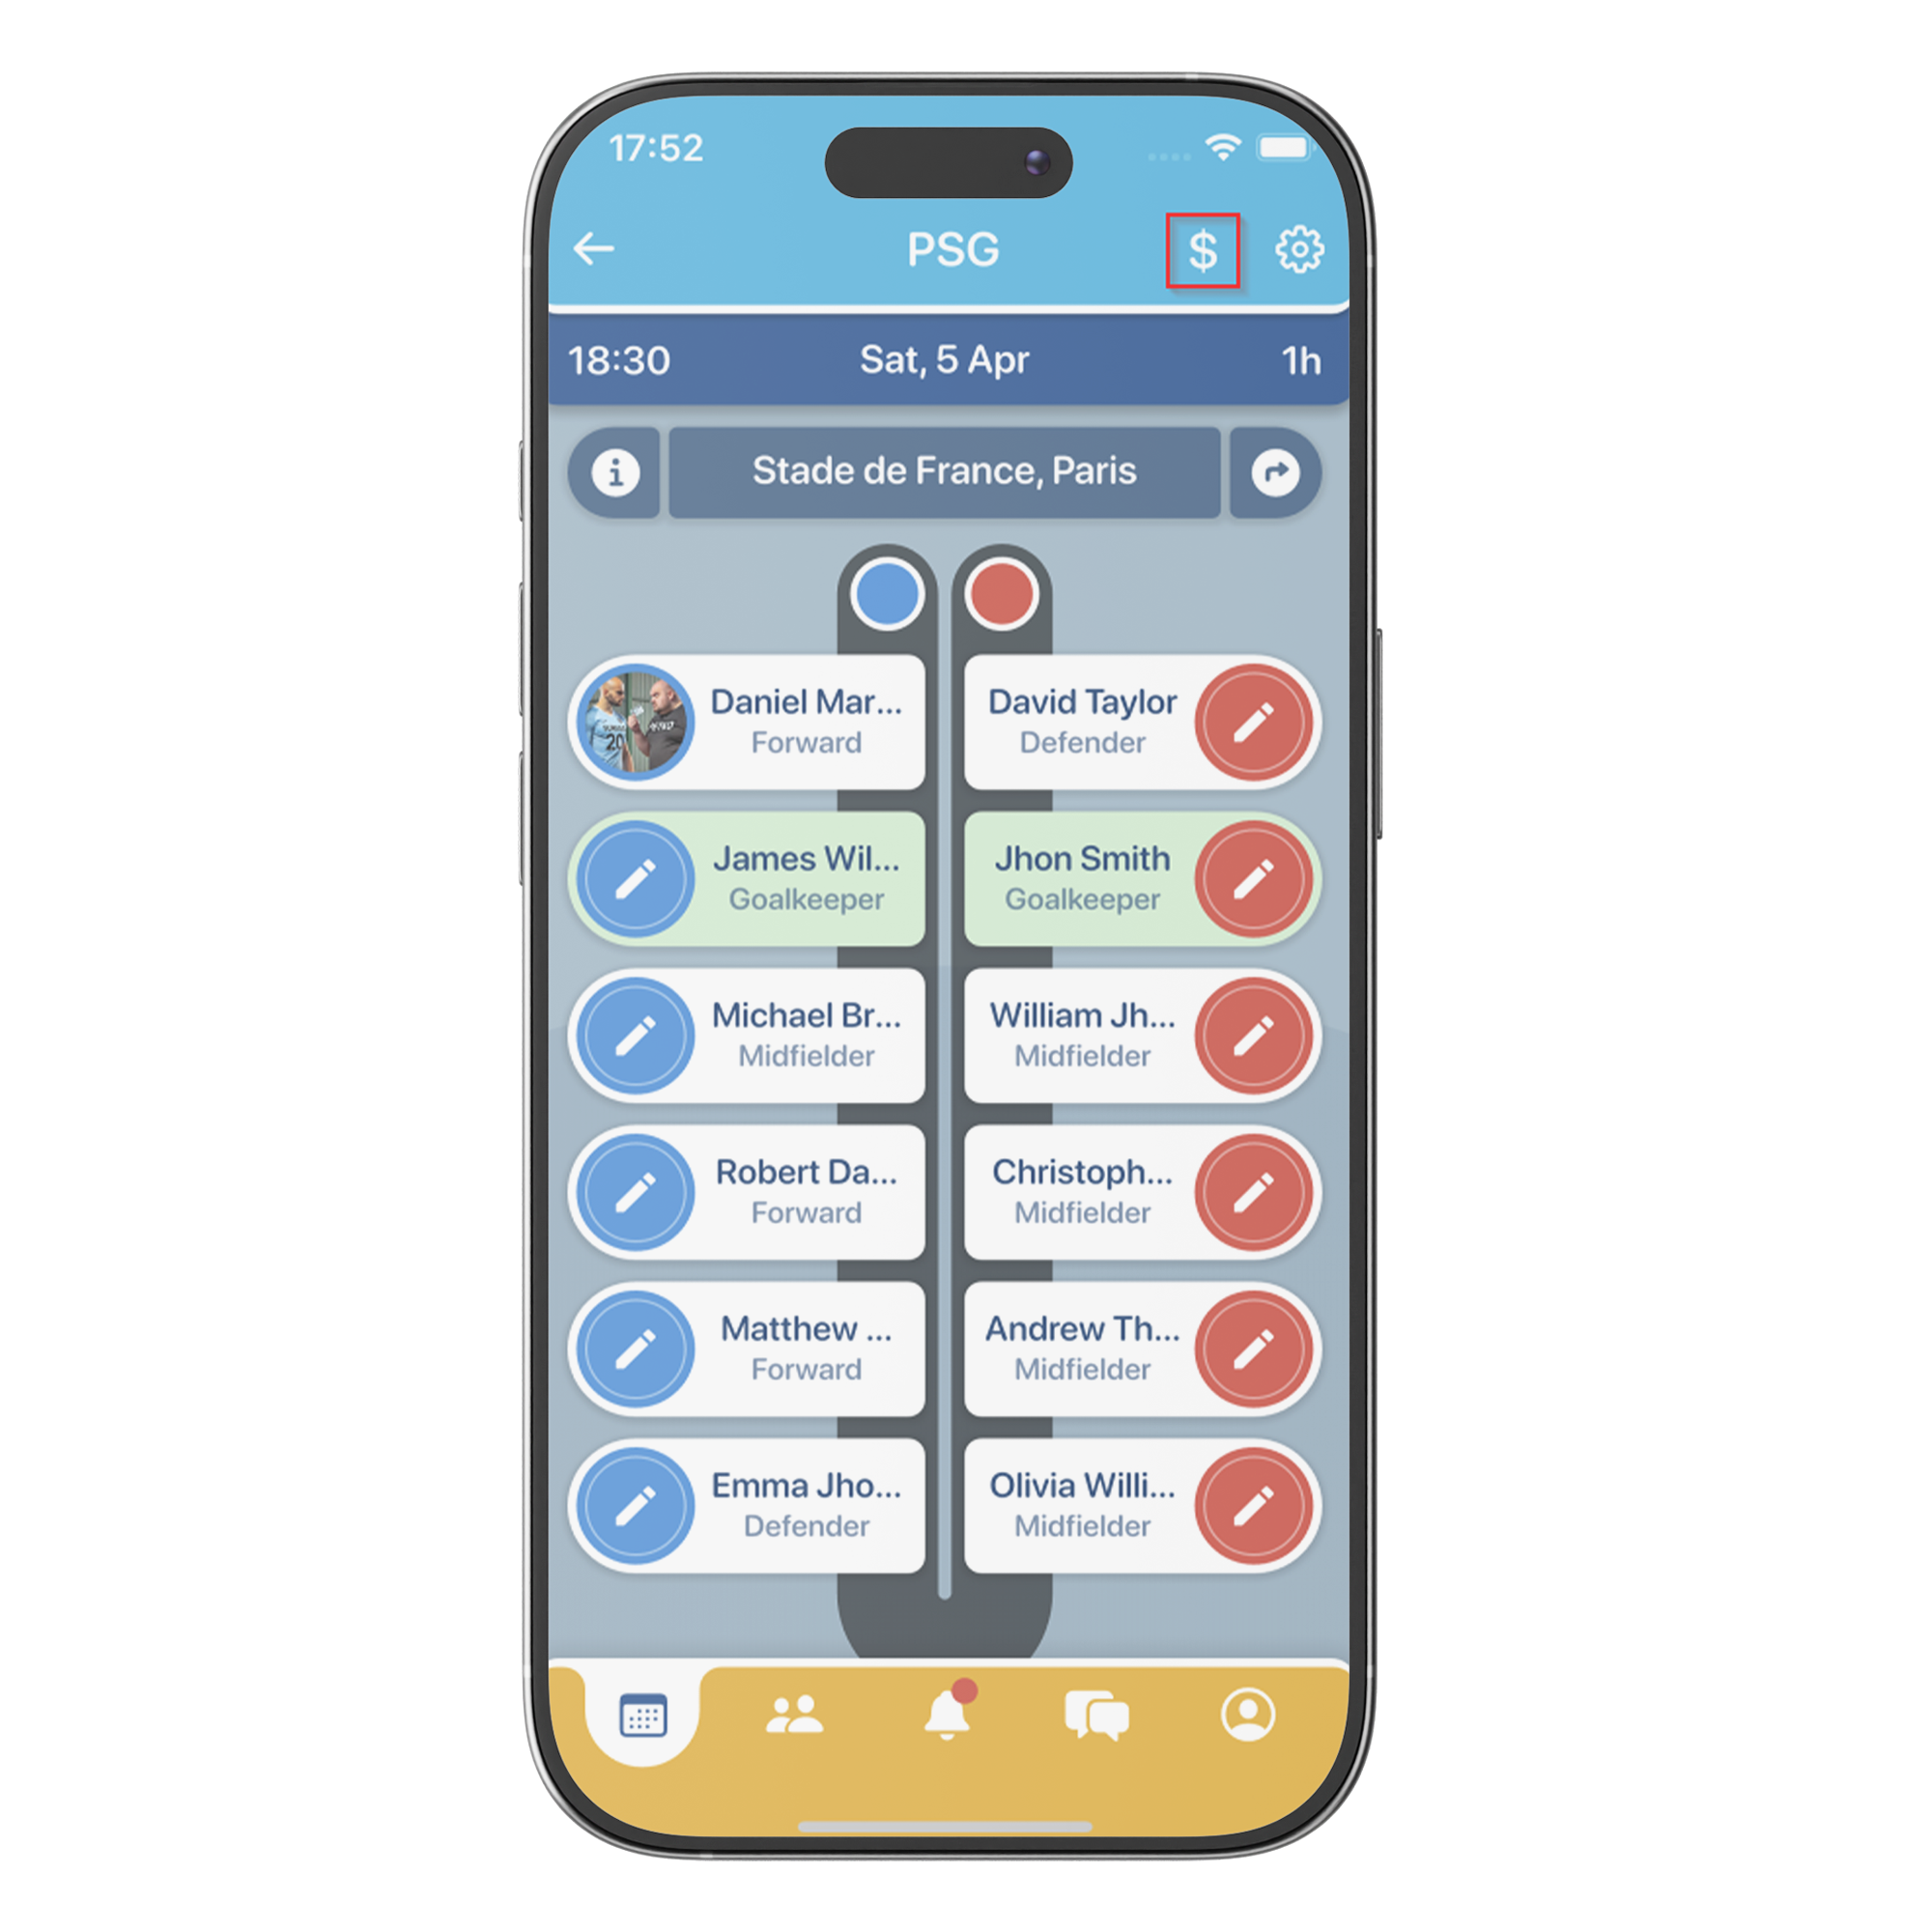 17:52
PSG
$
18:30 Sat, 5 Apr 1h
Stade de France, Paris
Daniel Mar... David Taylor
Forward Defender
20
James Wil... Jhon Smith
Goalkeeper Goalkeeper
Michael Br... William Jh...
Midfielder Midfielder
Robert Da... Christoph...
Forward Midfielder
Matthew ... Andrew Th...
Forward Midfielder
Emma Jho... Olivia Willi...
Defender Midfielder